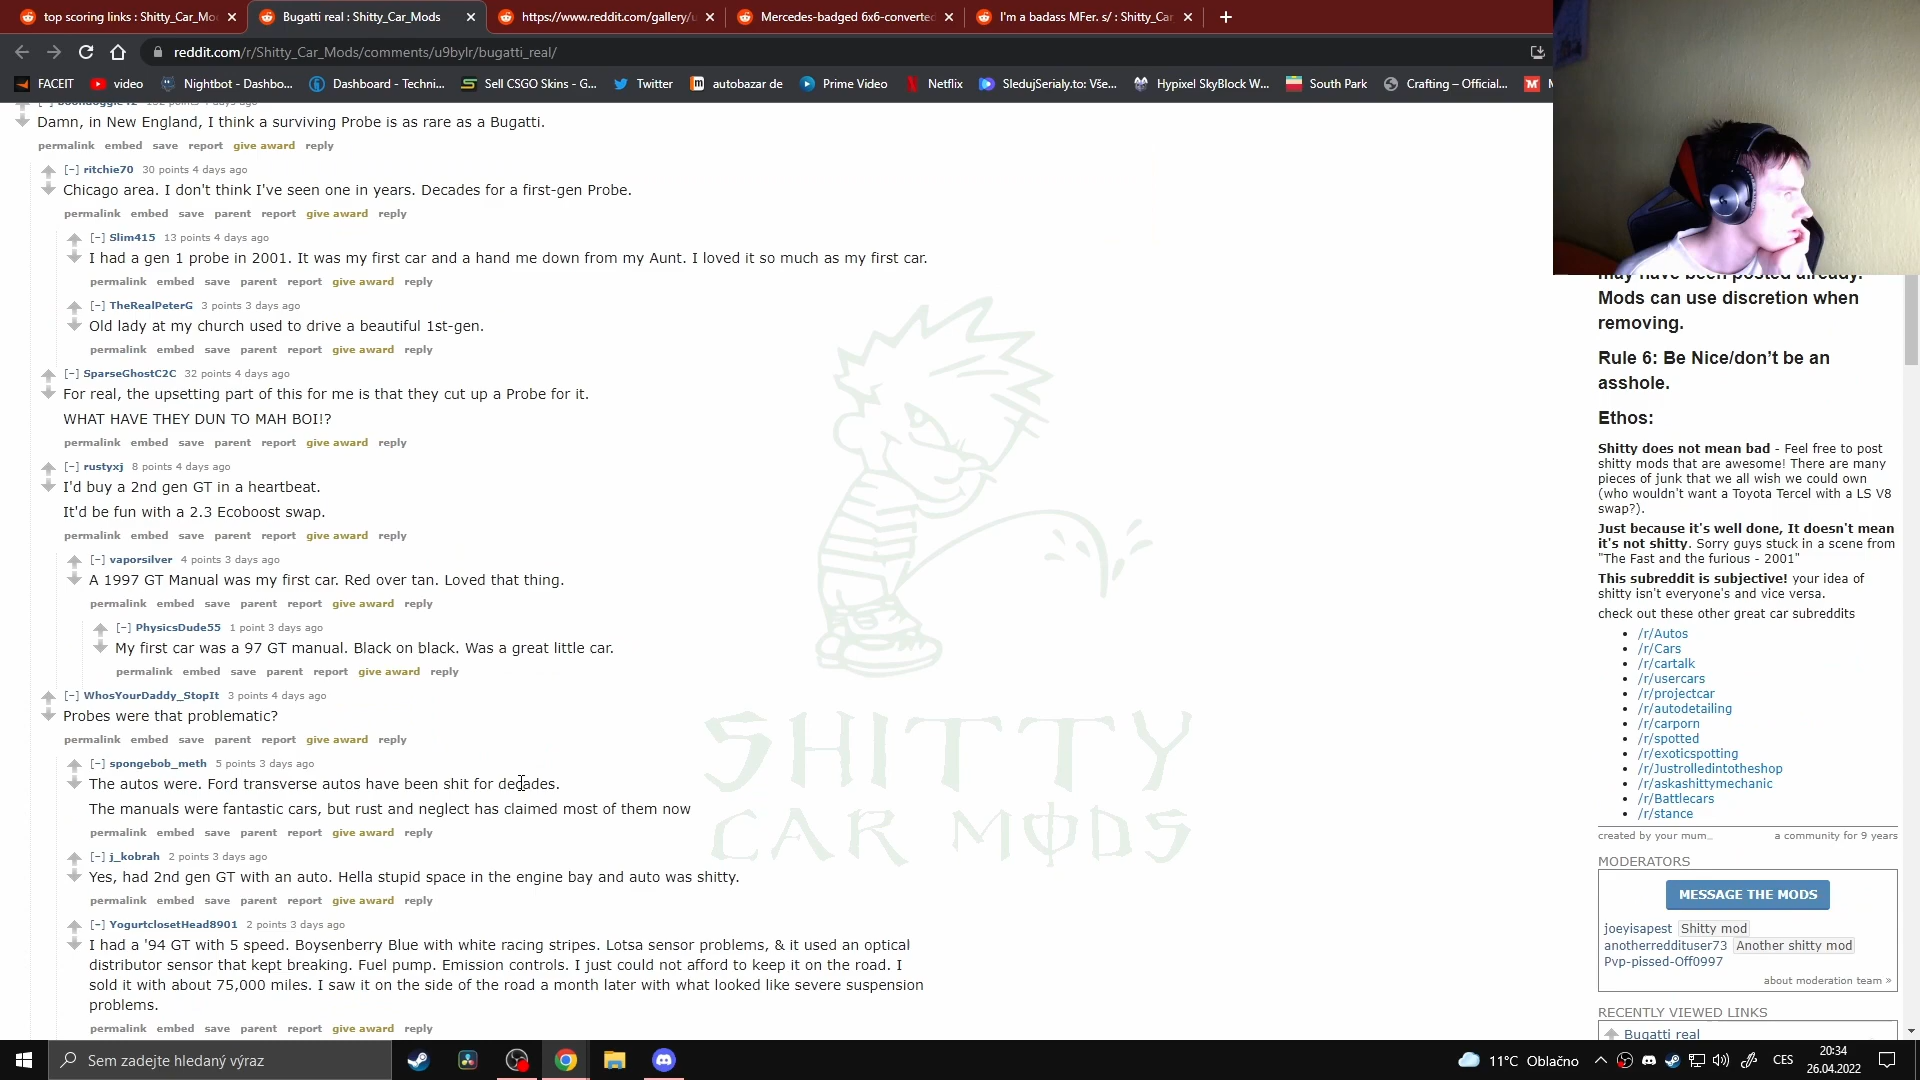 top scoring links : Shitty_Car_Mo
Bugatti real : Shitty_Car_Mods
https://www.reddit.com/gallery/u
Mercedes-badged 6x6-converted
I'm a badass MFer. s/ : Shitty_Car
reddit.com/r/Shitty_Car_Mods/comments/u9bylr/bugatti_real/
FACEIT
video
Nightbot - Dashbo...
Dashboard - Techni...
Sell CSGO Skins - G...
Twitter
autobazar de
Prime Video
Netflix
SledujSerialy.to: Vše...
Hypixel SkyBlock W...
South Park
Crafting – Official...
Damn, in New England, I think a surviving Probe is as rare as a Bugatti.
permalink embed save report give award reply
[–] ritchie70 30 points 4 days ago
Chicago area. I don't think I've seen one in years. Decades for a first-gen Probe.
permalink embed save parent report give award reply
[–] Slim415 13 points 4 days ago
I had a gen 1 probe in 2001. It was my first car and a hand me down from my Aunt. I loved it so much as my first car.
permalink embed save parent report give award reply
[–] TheRealPeterG 3 points 3 days ago
Old lady at my church used to drive a beautiful 1st-gen.
permalink embed save parent report give award reply
[–] SparseGhostC2C 32 points 4 days ago
For real, the upsetting part of this for me is that they cut up a Probe for it.
WHAT HAVE THEY DUN TO MAH BOI!?
permalink embed save parent report give award reply
[–] rustyxj 8 points 4 days ago
I'd buy a 2nd gen GT in a heartbeat.
It'd be fun with a 2.3 Ecoboost swap.
permalink embed save parent report give award reply
[–] vaporsilver 4 points 3 days ago
A 1997 GT Manual was my first car. Red over tan. Loved that thing.
permalink embed save parent report give award reply
[–] PhysicsDude55 1 point 3 days ago
My first car was a 97 GT manual. Black on black. Was a great little car.
permalink embed save parent report give award reply
[–] WhosYourDaddy_StopIt 3 points 4 days ago
Probes were that problematic?
permalink embed save parent report give award reply
[–] spongebob_meth 5 points 3 days ago
The autos were. Ford transverse autos have been shit for decades.
The manuals were fantastic cars, but rust and neglect has claimed most of them now
permalink embed save parent report give award reply
[–] j_kobrah 2 points 3 days ago
Yes, had 2nd gen GT with an auto. Hella stupid space in the engine bay and auto was shitty.
permalink embed save parent report give award reply
[–] YogurtclosetHead8901 2 points 3 days ago
I had a '94 GT with 5 speed. Boysenberry Blue with white racing stripes. Lotsa sensor problems, & it used an optical
distributor sensor that kept breaking. Fuel pump. Emission controls. I just could not afford to keep it on the road. I
sold it with about 75,000 miles. I saw it on the side of the road a month later with what looked like severe suspension
problems.
permalink embed save parent report give award reply
SHITTY
CAR MODS
may have been posted already.
Mods can use discretion when
removing.
Rule 6: Be Nice/don’t be an
asshole.
Ethos:
Shitty does not mean bad - Feel free to post
shitty mods that are awesome! There are many
pieces of junk that we all wish we could own
(who wouldn't want a Toyota Tercel with a LS V8
swap?).
Just because it's well done, It doesn't mean
it's not shitty. Sorry guys stuck in a scene from
"The Fast and the furious - 2001"
This subreddit is subjective! your idea of
shitty isn't everyone's and vice versa.
check out these other great car subreddits
/r/Autos
/r/Cars
/r/cartalk
/r/usercars
/r/projectcar
/r/autodetailing
/r/carporn
/r/spotted
/r/exoticspotting
/r/Justrolledintotheshop
/r/askashittymechanic
/r/Battlecars
/r/stance
created by your mum_ a community for 9 years
MODERATORS
MESSAGE THE MODS
joeyisapest Shitty mod
anotherreddituser73 Another shitty mod
Pvp-pissed-Off0997
about moderation team »
RECENTLY VIEWED LINKS
Bugatti real
Sem zadejte hledaný výraz
11°C Oblačno
CES
20:34
26.04.2022